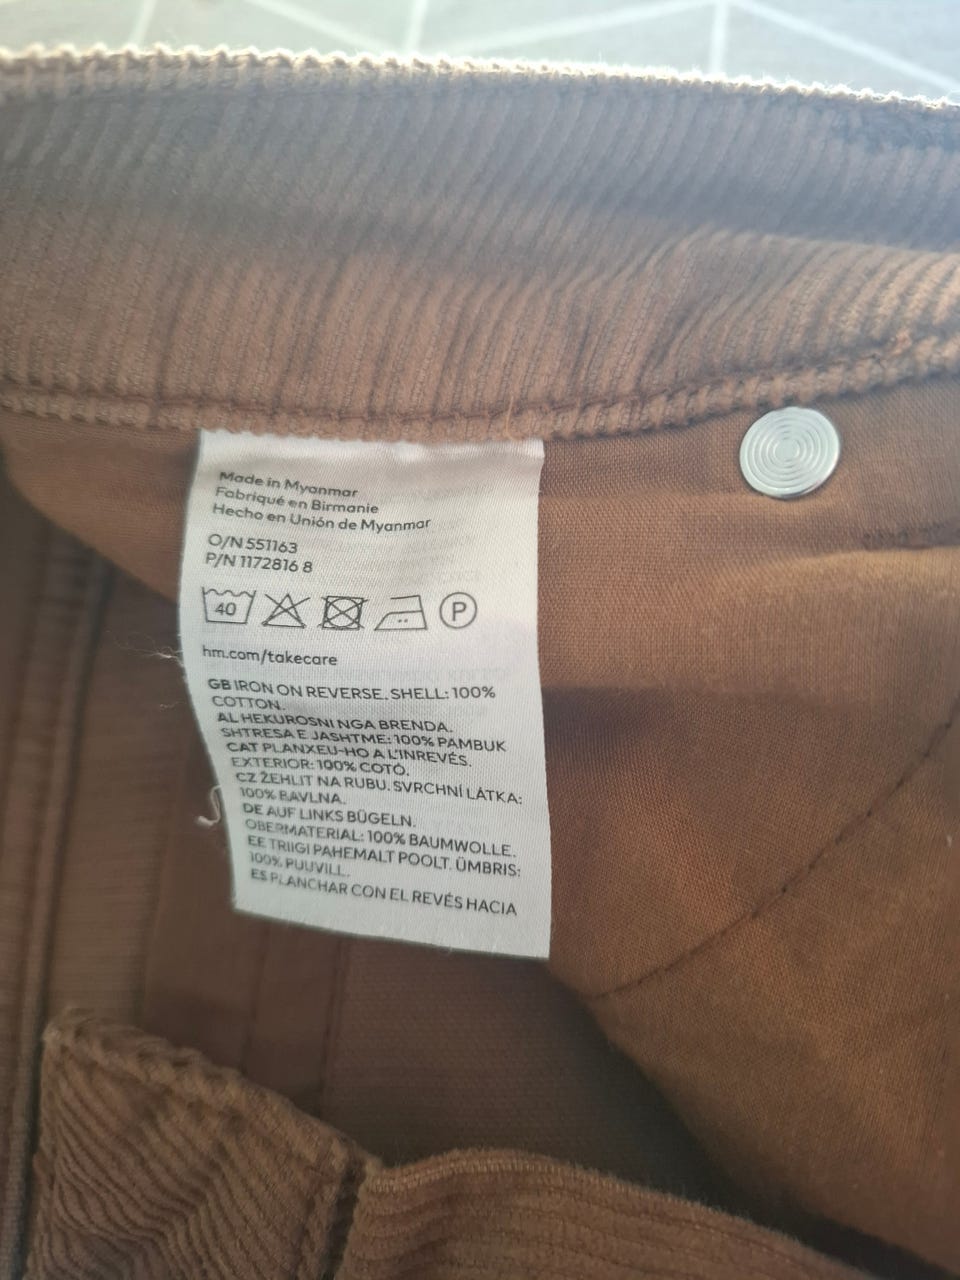 Made in Myanmar
Fabriqué en Birmanie
Hecho en Unión de Myanmar
O/N 551163
P/N 1172816 8
40 P
hm.com/takecare
GB IRON ON REVERSE. SHELL: 100%
COTTON.
AL HEKUROSNI NGA BRENDA.
SHTRESA E JASHTME: 100% PAMBUK
CAT PLANXEU-HO A L'INREVÉS.
EXTERIOR: 100% COTÓ.
CZ ŽEHLIT NA RUBU. SVRCHNÍ LÁTKA:
100% BAVLNA.
DE AUF LINKS BÜGELN.
OBERMATERIAL: 100% BAUMWOLLE.
EE TRIIGI PAHEMALT POOLT. ÜMBRIS:
100% PUUVILL.
ES PLANCHAR CON EL REVÉS HACIA